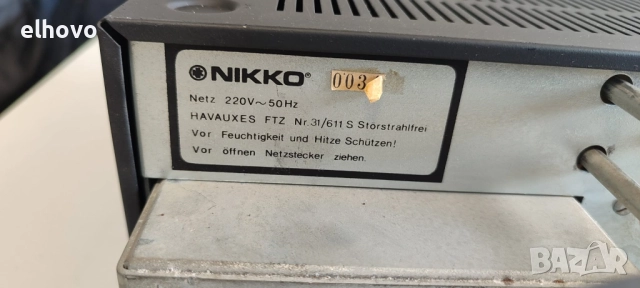 elhovo
NIKKO®
003
Netz 220V~50Hz
HAVAUXES FTZ Nr.31/611 S Störstrahlfrei
Vor Feuchtigkeit und Hitze Schützen!
Vor öffnen Netzstecker ziehen.
BAZAR